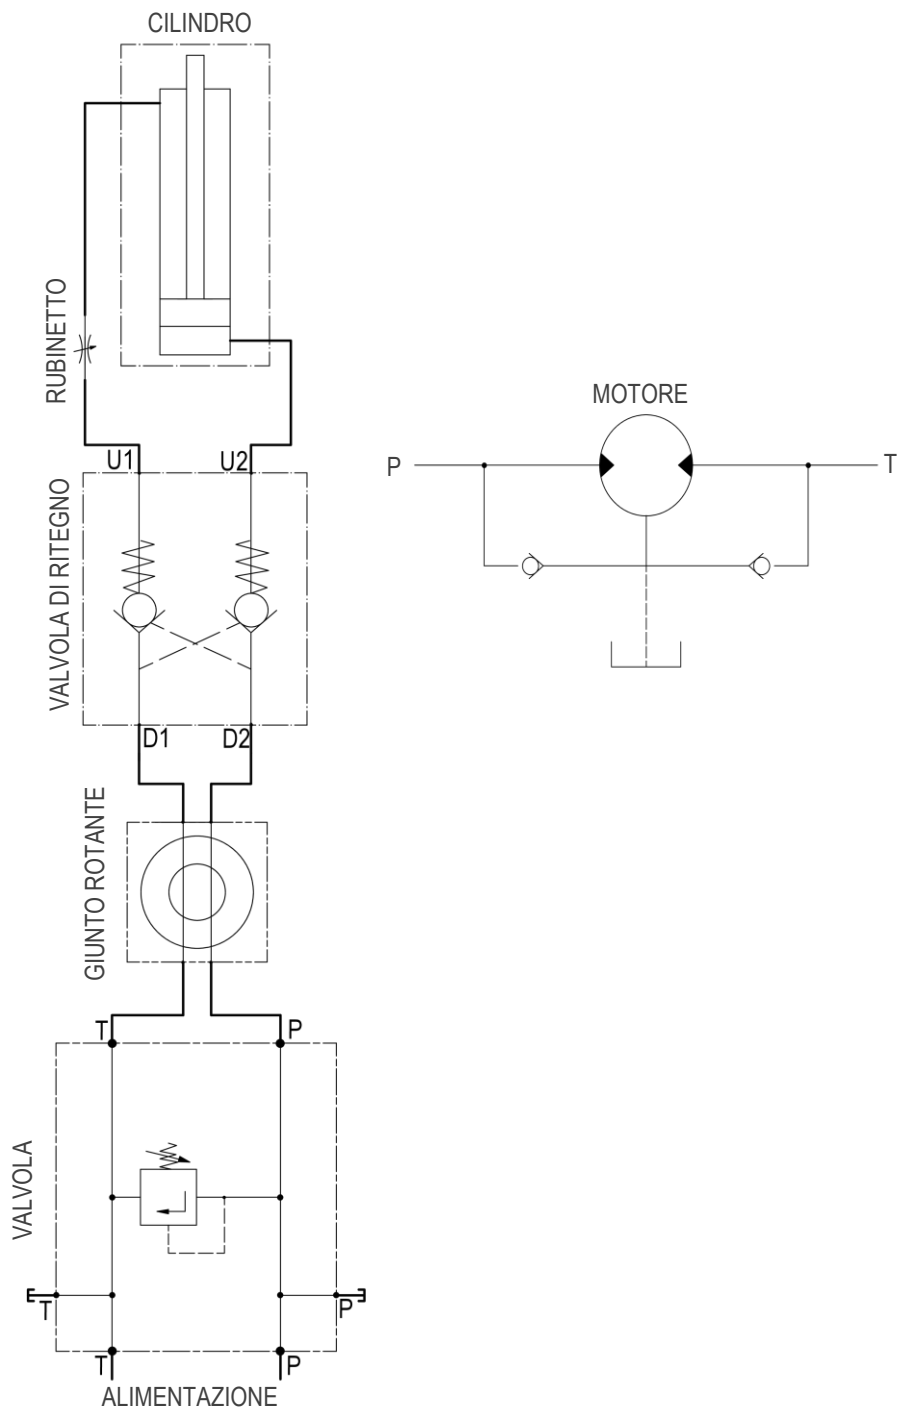 CILINDRO
RUBINETTO
MOTORE
P
T
U1
U2
VALVOLA DI RITEGNO
D1
D2
GIUNTO ROTANTE
T
P
VALVOLA
T
P
T
P
ALIMENTAZIONE